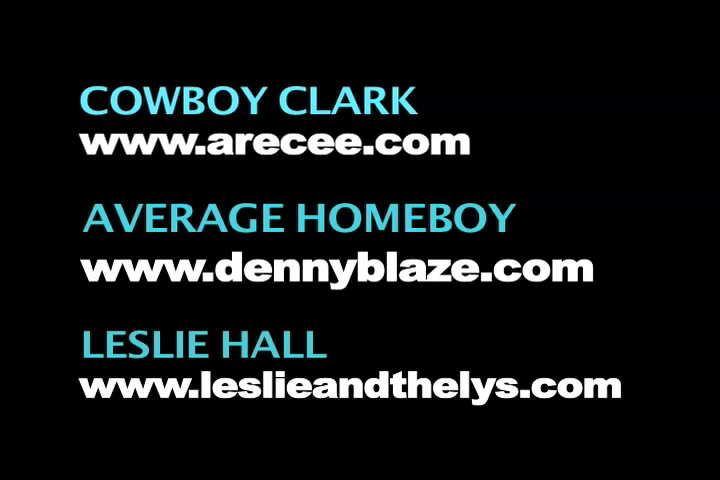 COWBOY CLARK
www.arecee.com
AVERAGE HOMEBOY
www.dennyblaze.com
LESLIE HALL
www.leslieandthelys.com